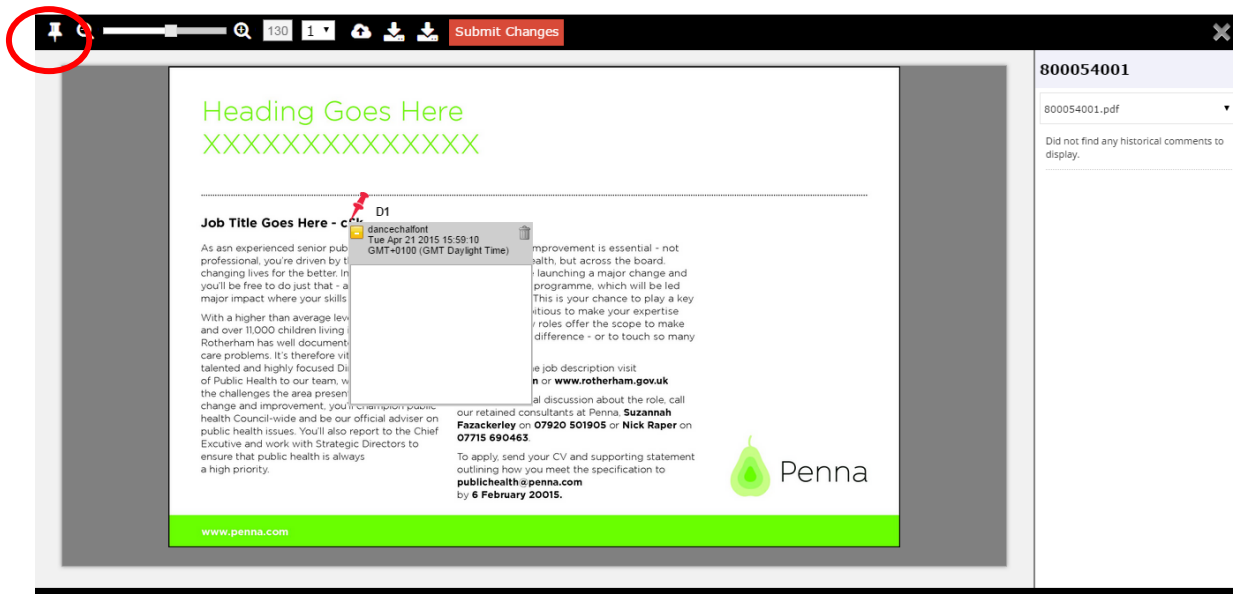 130 1 Submit Changes
800054001
800054001.pdf
Did not find any historical comments to
display.
Heading Goes Here
XXXXXXXXXXXXXX
D1
dancechalfont
Tue Apr 21 2015 15:59:10
GMT+0100 (GMT Daylight Time)
Job Title Goes Here -
As asn experienced senior pub
professional, you're driven by
changing lives for the better. In
you'll be free to do just that - a
major impact where your skills
With a higher than average lev
and over 11,000 children living
Rotherham has well document
care problems. It's therefore vit
talented and highly focused Di
of Public Health to our team, w
the challenges the area presen
change and improvement, you'll champion public
health Council-wide and be our official adviser on
public health issues. You'll also report to the Chief
Excutive and work with Strategic Directors to
ensure that public health is always
a high priority.
mprovement is essential - not
ealth, but across the board.
launching a major change and
programme, which will be led
This is your chance to play a key
bitious to make your expertise
roles offer the scope to make
difference - or to touch so many
e job description visit
n or www.rotherham.gov.uk
al discussion about the role, call
our retained consultants at Penna, Suzannah
Fazackerley on 07920 501905 or Nick Raper on
07715 690463.
To apply, send your CV and supporting statement
outlining how you meet the specification to
publichealth@penna.com
by 6 February 20015.
Penna
www.penna.com